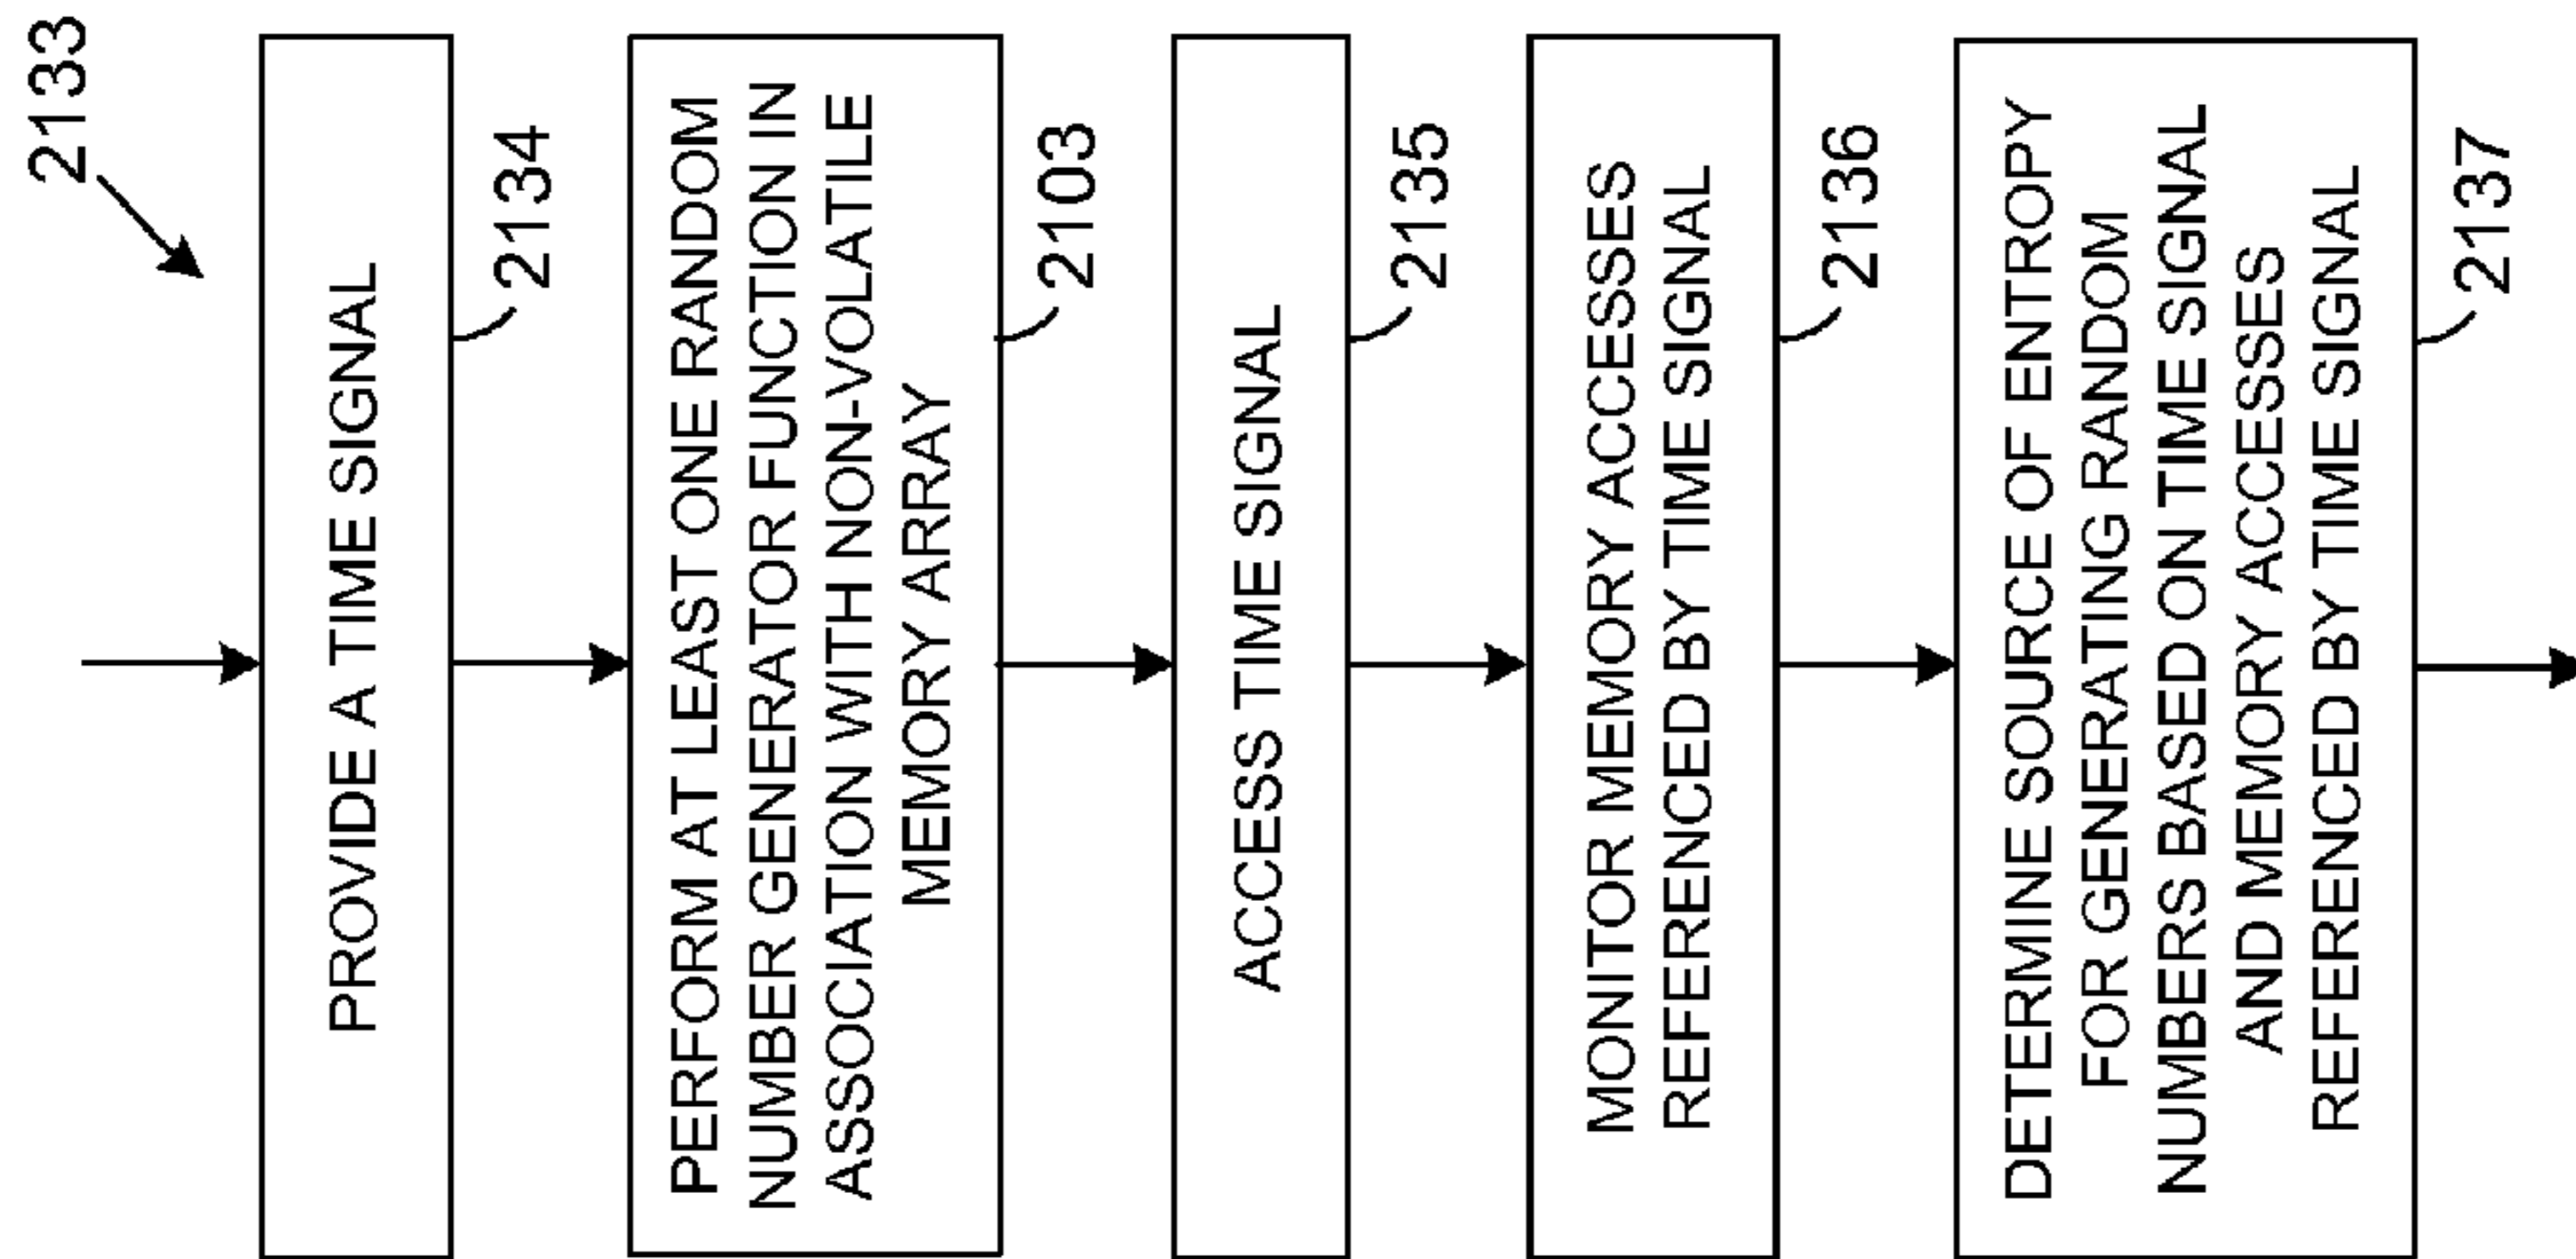 2133
PROVIDE A TIME SIGNAL
2134
PERFORM AT LEAST ONE RANDOM
NUMBER GENERATOR FUNCTION IN
ASSOCIATION WITH NON-VOLATILE
MEMORY ARRAY
2103
ACCESS TIME SIGNAL
2135
MONITOR MEMORY ACCESSES
REFERENCED BY TIME SIGNAL
2136
DETERMINE SOURCE OF ENTROPY
FOR GENERATING RANDOM
NUMBERS BASED ON TIME SIGNAL
AND MEMORY ACCESSES
REFERENCED BY TIME SIGNAL
2137